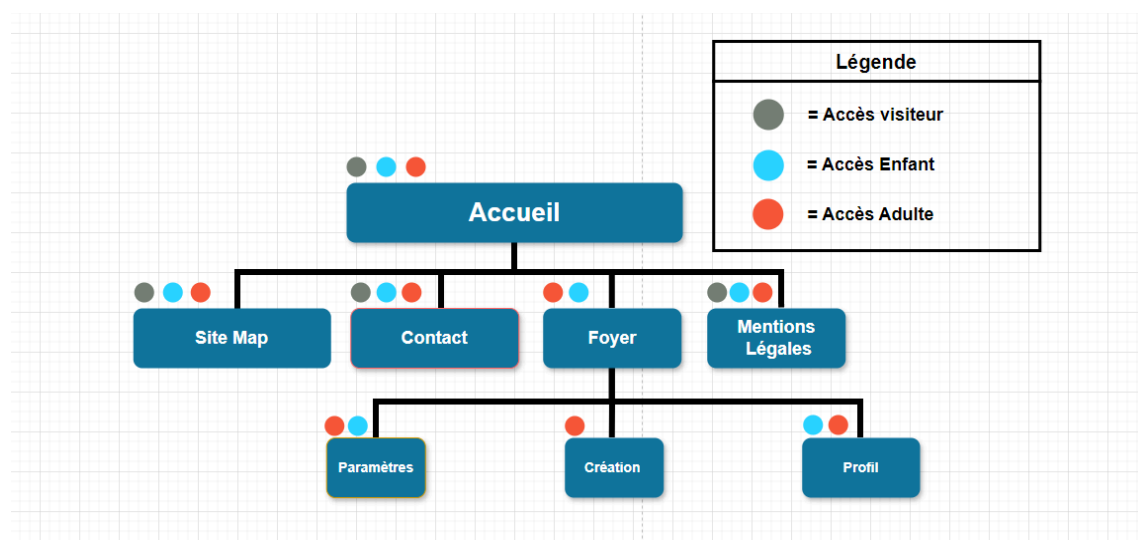 Légende
= Accès visiteur
= Accès Enfant
= Accès Adulte
Accueil
Site Map
Contact
Foyer
Mentions
Légales
Paramètres
Création
Profil